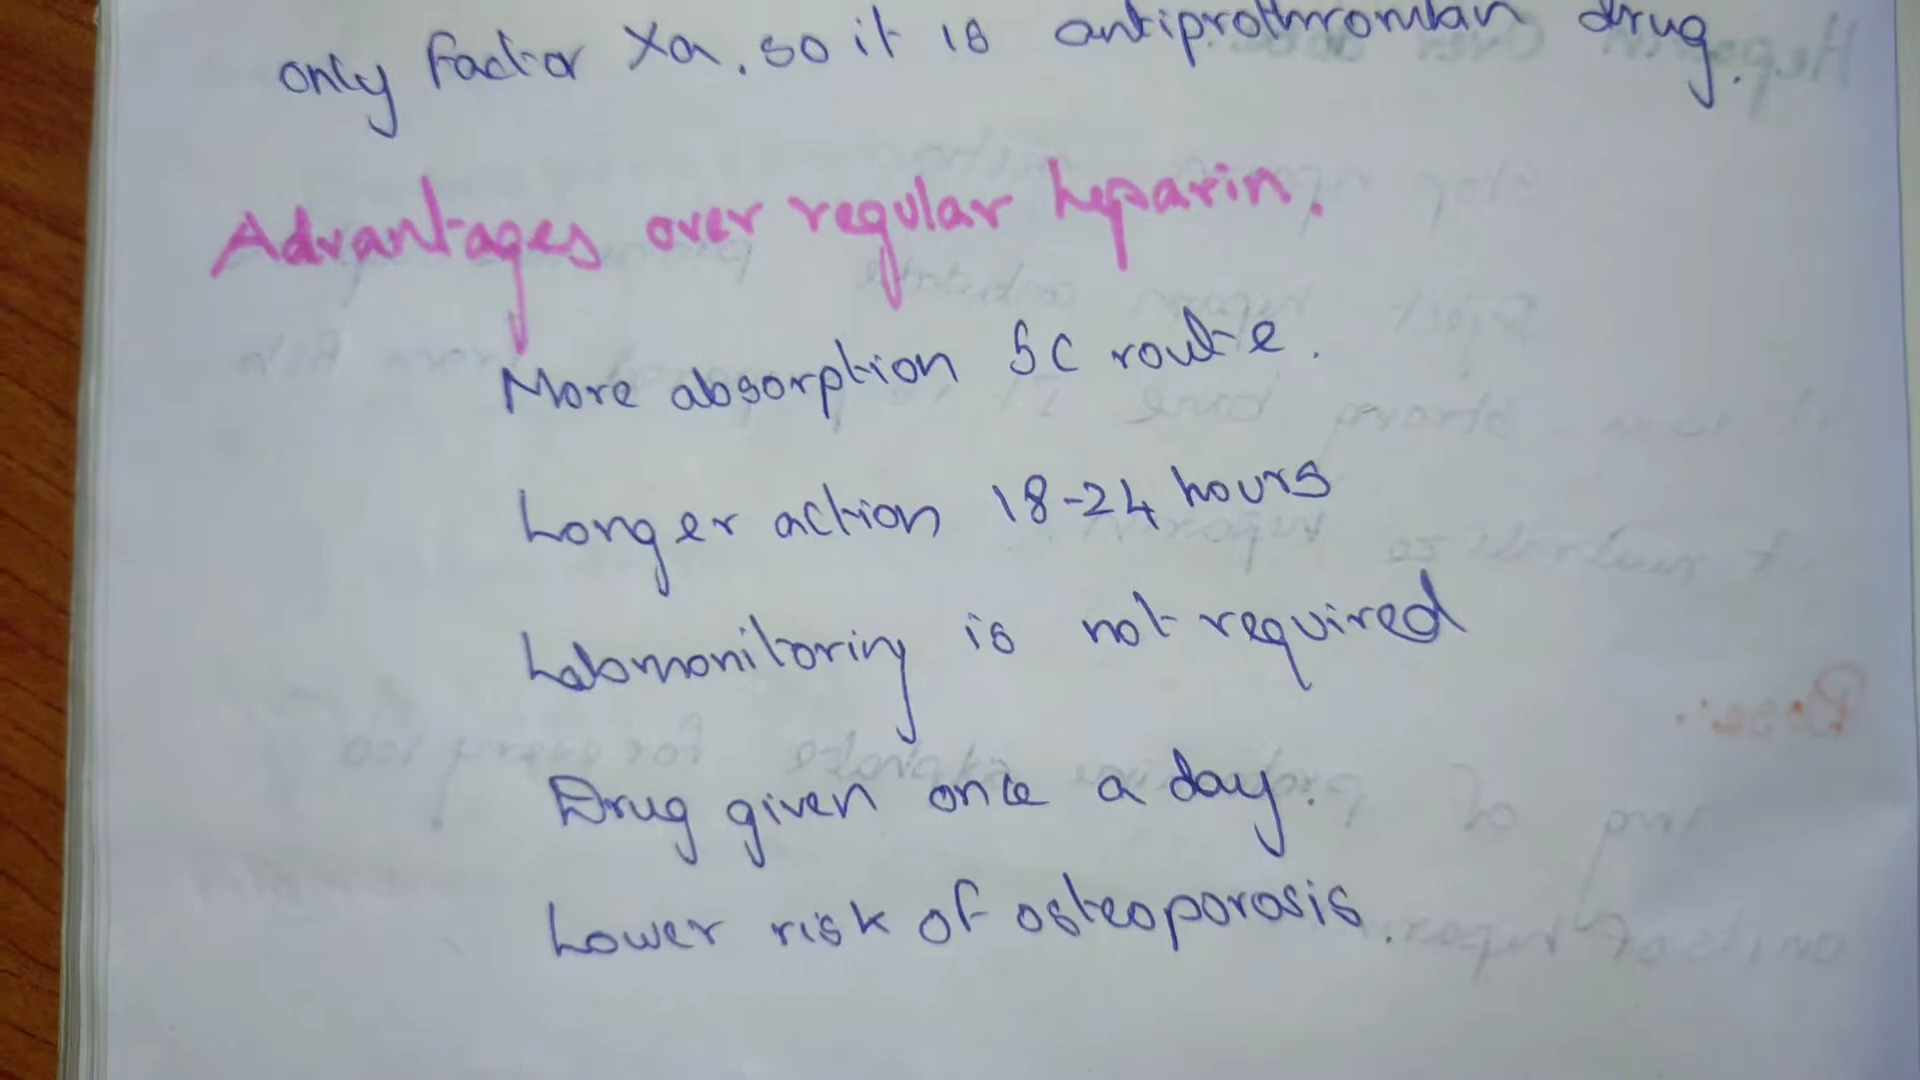 only factor Xa, so it is antiprothrombin drug.
Advantages over regular heparin.
More absorption SC route.
Longer action 18-24 hours
Labmonitoring is not required
Drug given once a day.
Lower risk of osteoporosis.